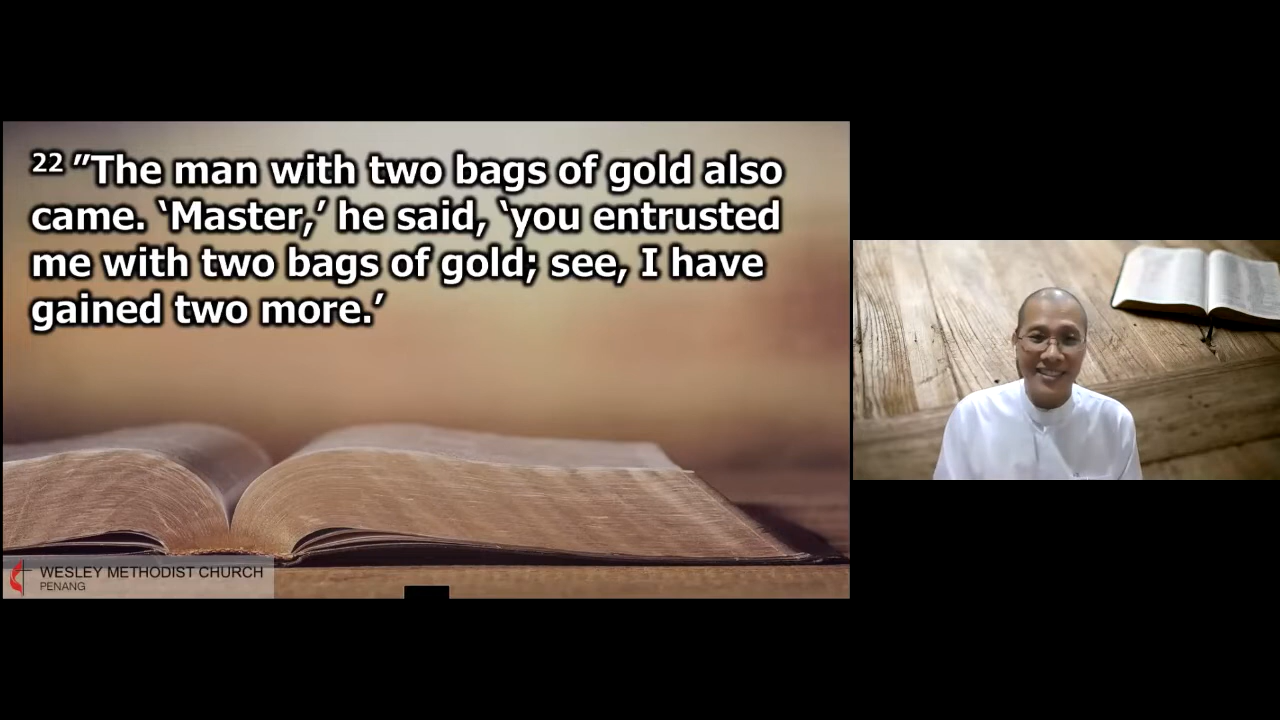 22 "The man with two bags of gold also
came. ‘Master,’ he said, ‘you entrusted
me with two bags of gold; see, I have
gained two more.’
WESLEY METHODIST CHURCH
PENANG